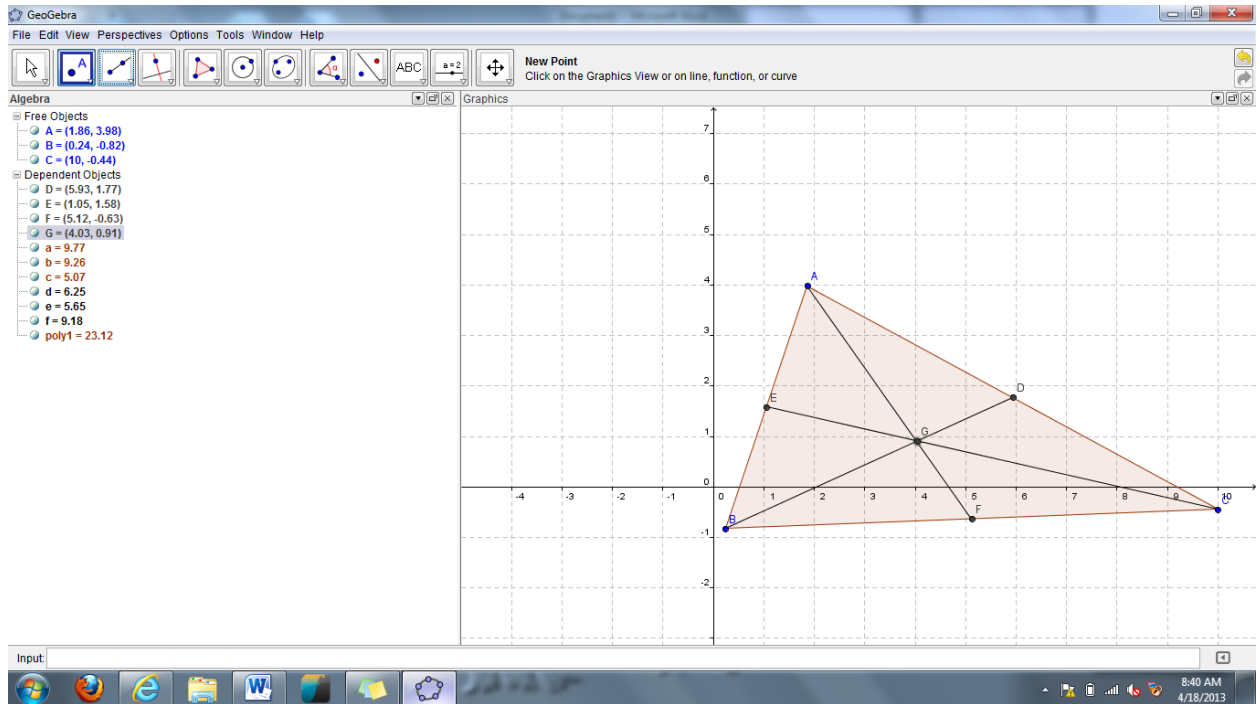 GeoGebra
File Edit View Perspectives Options Tools Window Help
A
ABC
a = 2
New Point
Click on the Graphics View or on line, function, or curve
Algebra
Graphics
Free Objects
A = (1.86, 3.98)
B = (0.24, -0.82)
C = (10, -0.44)
Dependent Objects
D = (5.93, 1.77)
E = (1.05, 1.58)
F = (5.12, -0.63)
G = (4.03, 0.91)
a = 9.77
b = 9.26
c = 5.07
d = 6.25
e = 5.65
f = 9.18
poly1 = 23.12
7
6
5
4
3
2
1
0
-1
-2
-4 -3 -2 -1 0 1 2 3 4 5 6 7 8 9 10
A
D
E
G
B
F
C
Input:
8:40 AM
4/18/2013